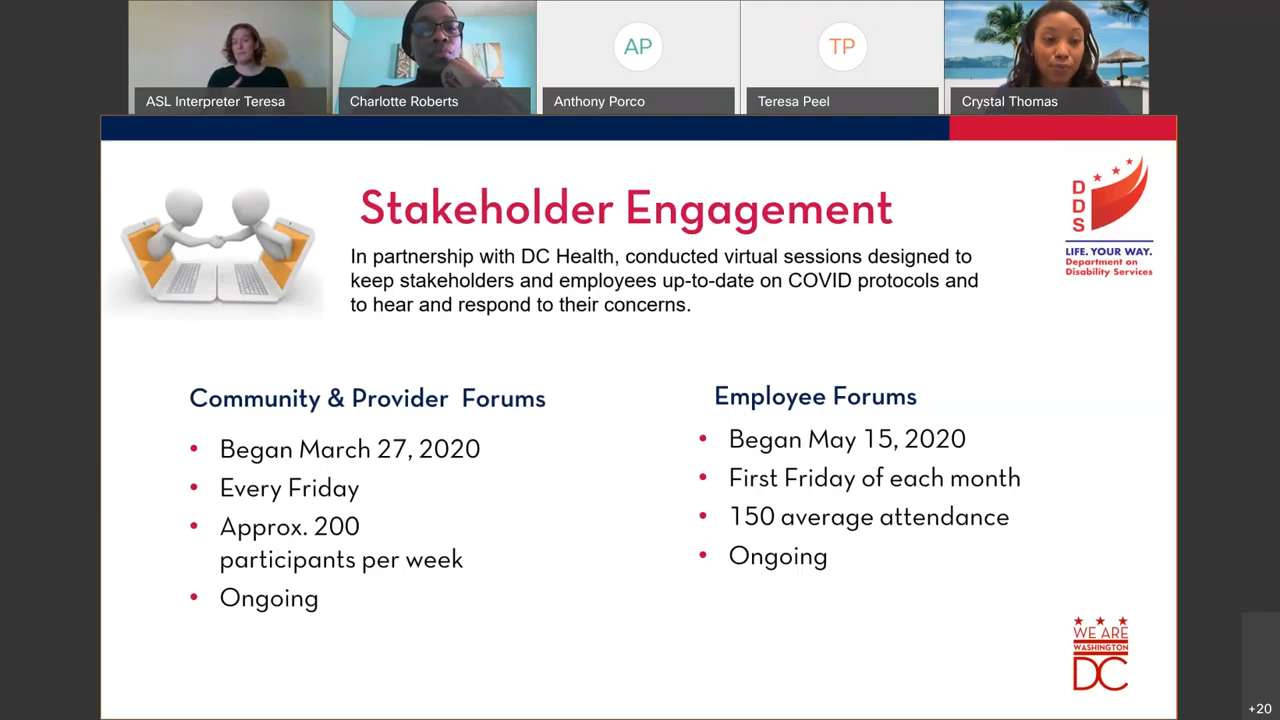 ASL Interpreter Teresa
Charlotte Roberts
AP
Anthony Porco
TP
Teresa Peel
Crystal Thomas
Stakeholder Engagement
In partnership with DC Health, conducted virtual sessions designed to
keep stakeholders and employees up-to-date on COVID protocols and
to hear and respond to their concerns.
DDS
LIFE. YOUR WAY.
Department on
Disability Services
Community & Provider Forums
• Began March 27, 2020
• Every Friday
• Approx. 200
participants per week
• Ongoing
Employee Forums
• Began May 15, 2020
• First Friday of each month
• 150 average attendance
• Ongoing
WE ARE
WASHINGTON
DC
+20